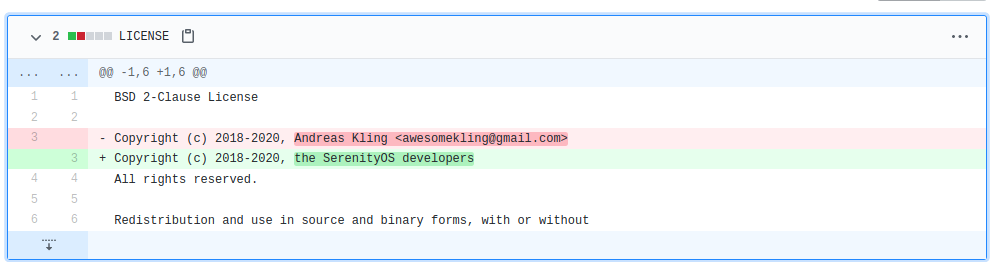 2 LICENSE
... ... @@ -1,6 +1,6 @@
1 1 BSD 2-Clause License
2 2
3 - Copyright (c) 2018-2020, Andreas Kling <awesomekling@gmail.com>
3 + Copyright (c) 2018-2020, the SerenityOS developers
4 4 All rights reserved.
5 5
6 6 Redistribution and use in source and binary forms, with or without